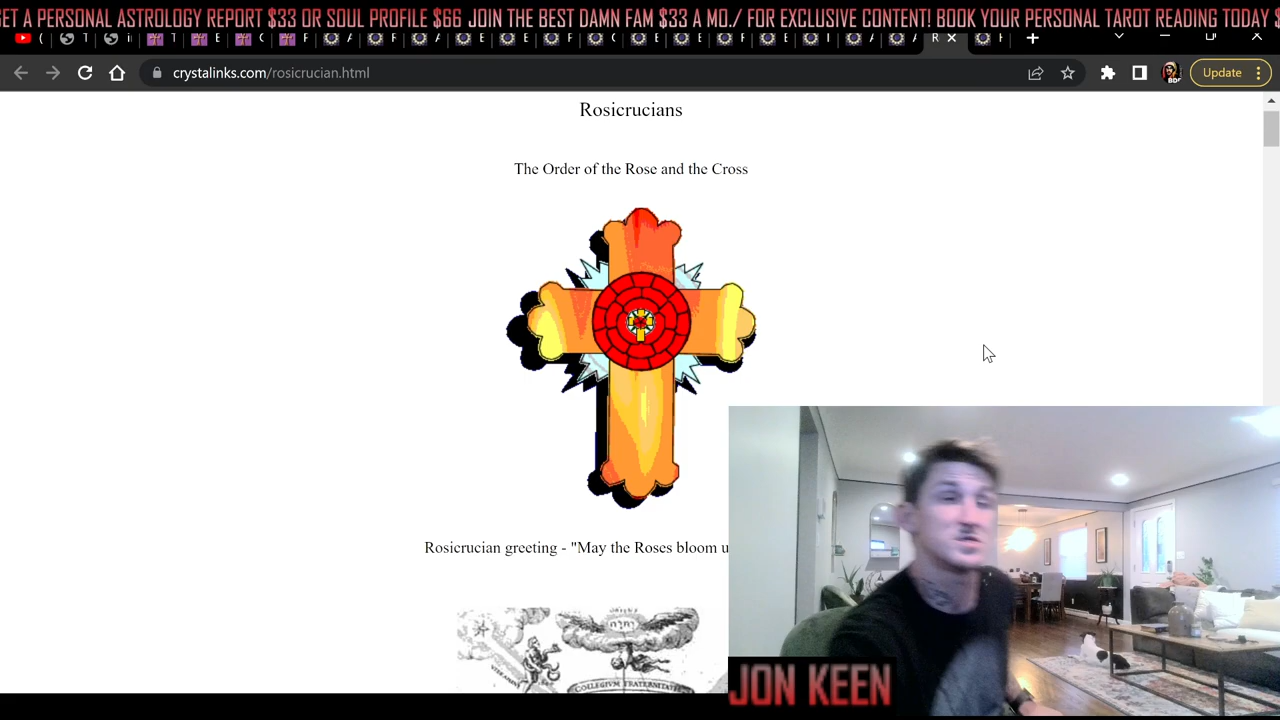 GET A PERSONAL ASTROLOGY REPORT $33 OR SOUL PROFILE $66 JOIN THE BEST DAMN FAM $33 A MO./ FOR EXCLUSIVE CONTENT! BOOK YOUR PERSONAL TAROT READING TODAY $
( T i T E C F A F A E E F C E E F E I A A R H
crystalinks.com/rosicrucian.html
Update
Rosicrucians
The Order of the Rose and the Cross
Rosicrucian greeting - "May the Roses bloom u
JON KEEN